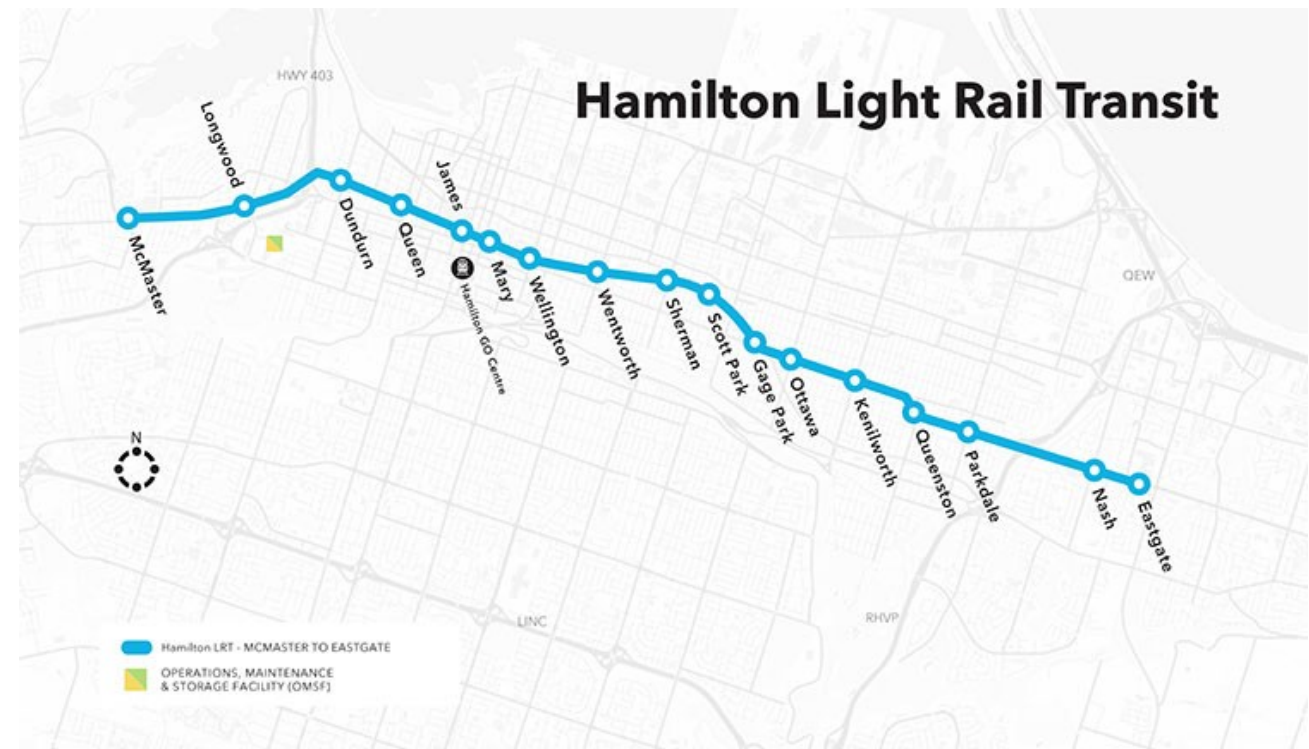 Hamilton Light Rail Transit
HWY 403
Longwood
James
McMaster
Dundurn
Queen
Mary
Hamilton GO Centre
Wellington
Wentworth
Sherman
Scott Park
Gage Park
Ottawa
Kenilworth
Queenston
Parkdale
Nash
Eastgate
QEW
N
LINC
RHVP
Hamilton LRT - MCMASTER TO EASTGATE
OPERATIONS, MAINTENANCE
& STORAGE FACILITY (OMSF)